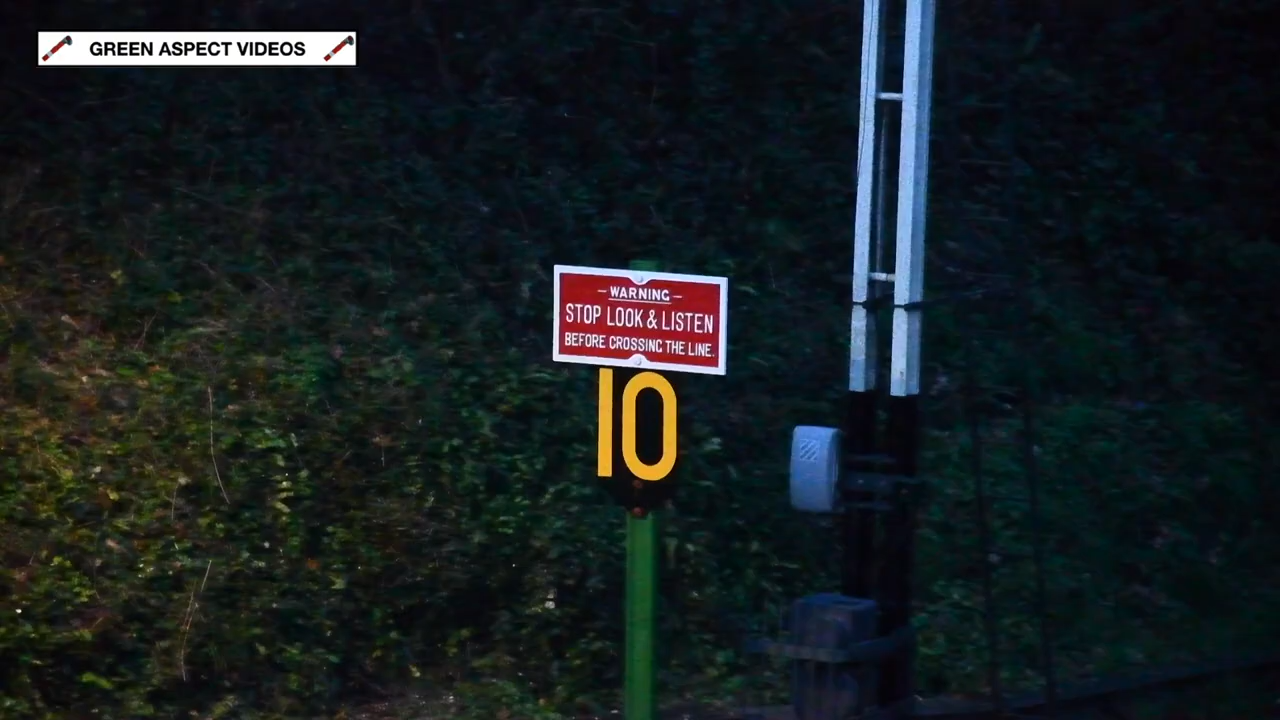 GREEN ASPECT VIDEOS
– WARNING –
STOP LOOK & LISTEN
BEFORE CROSSING THE LINE.
10